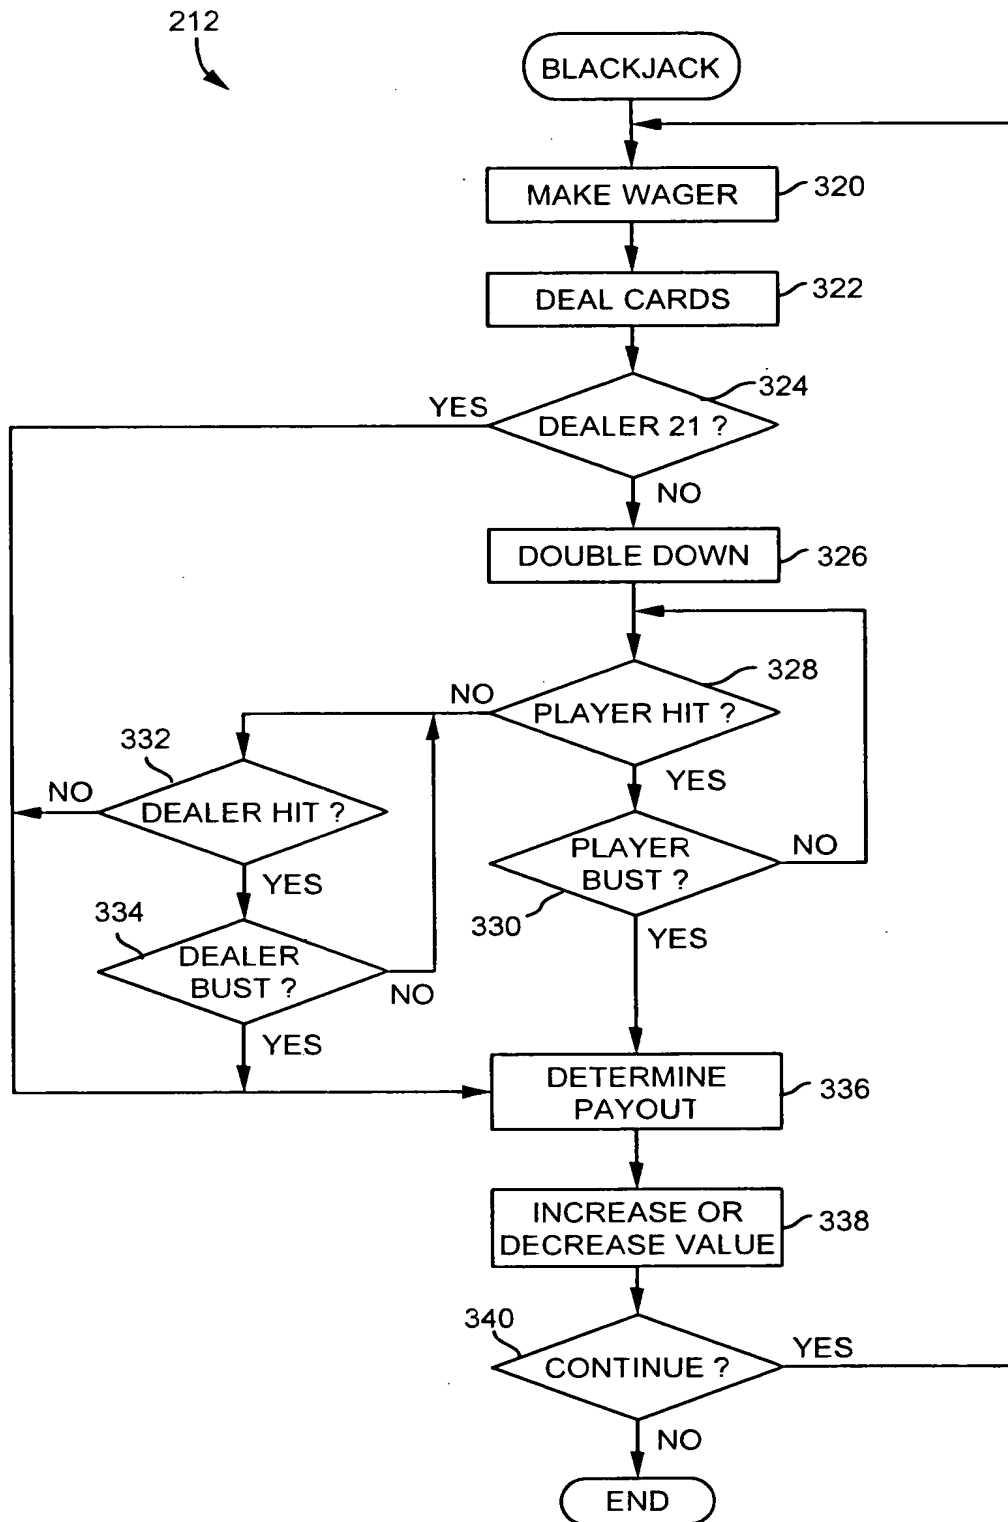 212
BLACKJACK
MAKE WAGER
320
DEAL CARDS
322
324
YES
DEALER 21 ?
NO
DOUBLE DOWN
326
328
NO
PLAYER HIT ?
332
YES
NO
DEALER HIT ?
PLAYER
BUST ?
NO
330
YES
YES
334
DEALER
BUST ?
NO
YES
DETERMINE
PAYOUT
336
INCREASE OR
DECREASE VALUE
338
340
CONTINUE ?
YES
NO
END